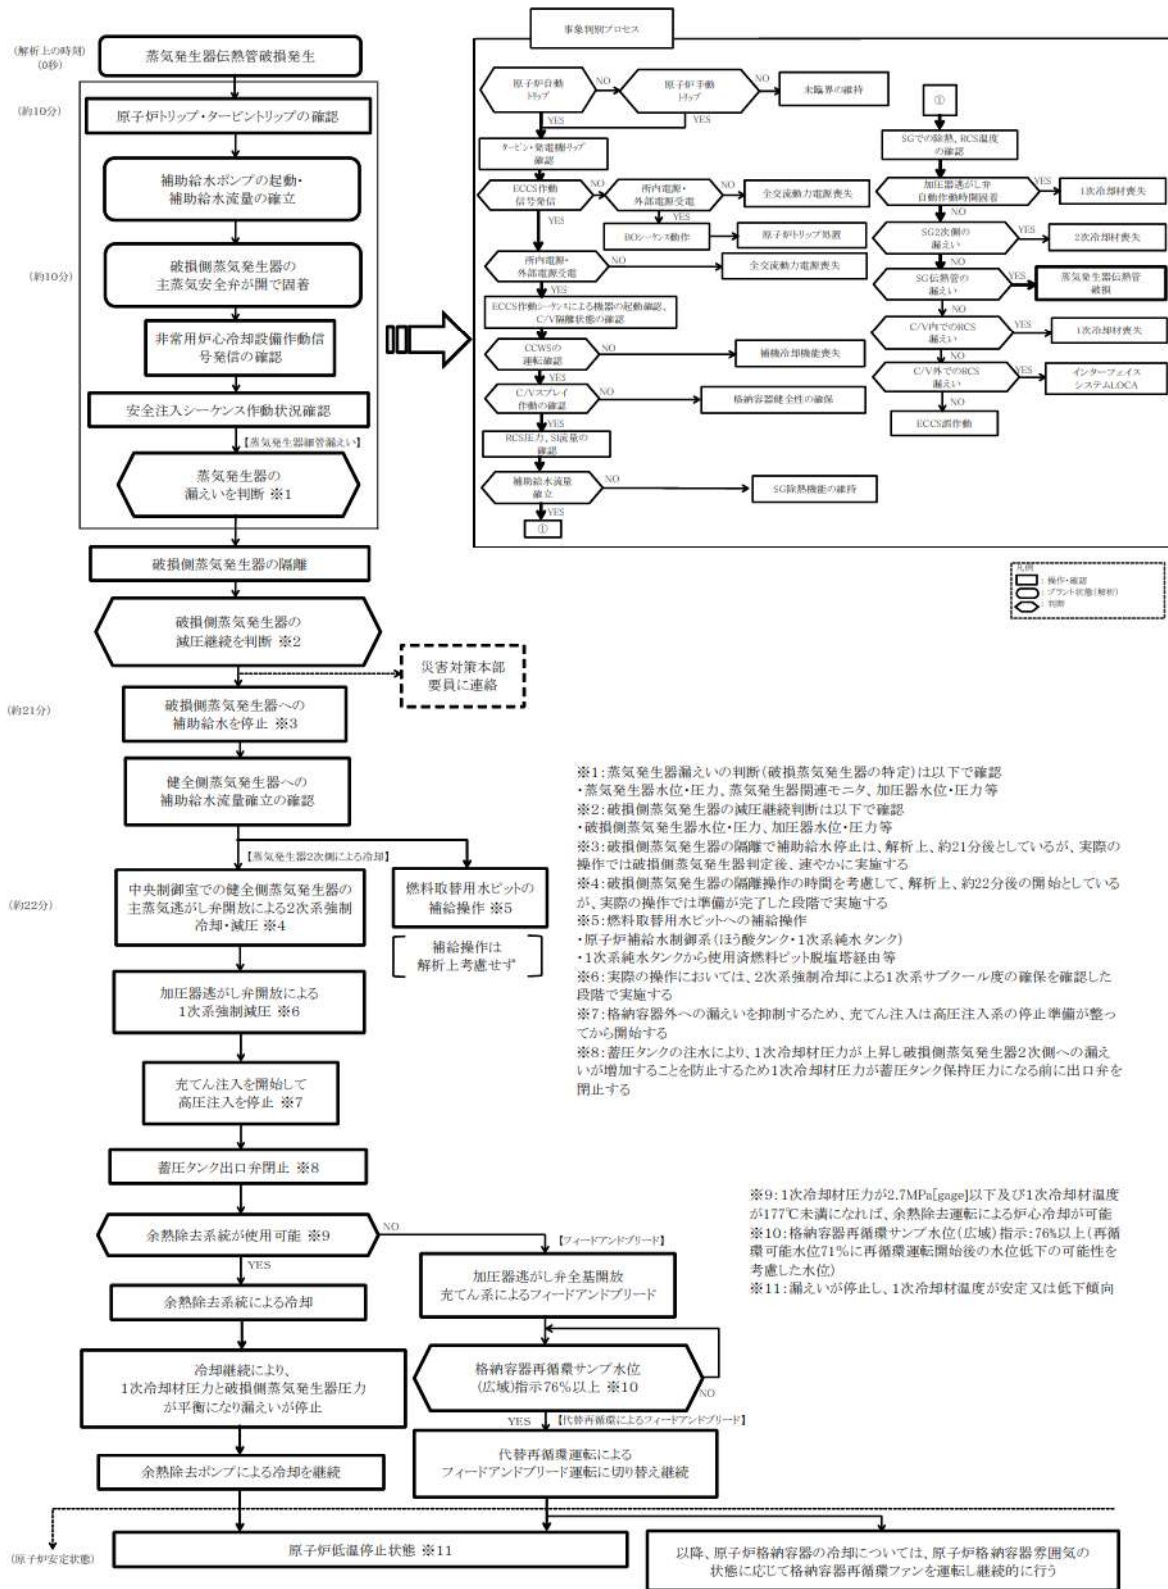 (解析上の時刻)
(0秒)
蒸気発生器伝熱管破損発生
(約10分)
原子炉トリップ・タービントリップの確認
補助給水ポンプの起動・
補助給水流量の確立
(約10分)
破損側蒸気発生器の
主蒸気安全弁が開で固着
非常用炉心冷却設備作動信
号発信の確認
安全注入シーケンス作動状況確認
【蒸気発生器細管漏えい】
蒸気発生器の
漏えいを判断 ※1
事象判別プロセス
原子炉自動
トリップ
NO
原子炉手動
トリップ
NO
未臨界の維持
YES
YES
タービン・発電機トリップ
確認
ECCS作動
信号発信
NO
所内電源・
外部電源受電
NO
全交流動力電源喪失
YES
YES
BOシーケンス動作
原子炉トリップ処置
所内電源・
外部電源受電
NO
全交流動力電源喪失
YES
ECCS作動シーケンスによる機器の起動確認、
C/V隔離状態の確認
CCWSの
運転確認
NO
補機冷却機能喪失
YES
C/Vスプレイ
作動の確認
NO
格納容器健全性の確保
YES
RCS圧力、SI流量の
確認
補助給水流量
確立
NO
SG除熱機能の維持
YES
①
①
SGでの除熱、RCS温度
の確認
加圧器逃がし弁
自動作動時開固着
YES
1次冷却材喪失
NO
SG2次側の
漏えい
YES
2次冷却材喪失
NO
SG伝熱管の
漏えい
YES
蒸気発生器伝熱管
破損
NO
C/V内でのRCS
漏えい
YES
1次冷却材喪失
NO
C/V外でのRCS
漏えい
YES
インターフェイス
システムLOCA
NO
ECCS誤作動
凡例
: 操作・確認
: プラント状態(解析)
: 判断
破損側蒸気発生器の隔離
破損側蒸気発生器の
減圧継続を判断 ※2
災害対策本部
要員に連絡
(約21分)
破損側蒸気発生器への
補助給水を停止 ※3
健全側蒸気発生器への
補助給水流量確立の確認
【蒸気発生器2次側による冷却】
(約22分)
中央制御室での健全側蒸気発生器の
主蒸気逃がし弁開放による2次系強制
冷却・減圧 ※4
燃料取替用水ピットの
補給操作 ※5
補給操作は
解析上考慮せず
加圧器逃がし弁開放による
1次系強制減圧 ※6
充てん注入を開始して
高圧注入を停止 ※7
蓄圧タンク出口弁閉止 ※8
余熱除去系統が使用可能 ※9
NO
YES
【フィードアンドブリード】
余熱除去系統による冷却
加圧器逃がし弁全基開放
充てん系によるフィードアンドブリード
冷却継続により、
1次冷却材圧力と破損側蒸気発生器圧力
が平衡になり漏えいが停止
格納容器再循環サンプ水位
(広域)指示76%以上 ※10
NO
YES
【代替再循環によるフィードアンドブリード】
余熱除去ポンプによる冷却を継続
代替再循環運転による
フィードアンドブリード運転に切り替え継続
(原子炉安定状態)
原子炉低温停止状態 ※11
以降、原子炉格納容器の冷却については、原子炉格納容器雰囲気の
状態に応じて格納容器再循環ファンを運転し継続的に行う
※1:蒸気発生器漏えいの判断(破損蒸気発生器の特定)は以下で確認
・蒸気発生器水位・圧力、蒸気発生器関連モニタ、加圧器水位・圧力等
※2:破損側蒸気発生器の減圧継続判断は以下で確認
・破損側蒸気発生器水位・圧力、加圧器水位・圧力等
※3:破損側蒸気発生器の隔離で補助給水停止は、解析上、約21分後としているが、実際の
操作では破損側蒸気発生器判定後、速やかに実施する
※4:破損側蒸気発生器の隔離操作の時間を考慮して、解析上、約22分後の開始としている
が、実際の操作では準備が完了した段階で実施する
※5:燃料取替用水ピットへの補給操作
・原子炉補給水制御系(ほう酸タンク・1次系純水タンク)
・1次系純水タンクから使用済燃料ピット脱塩塔経由等
※6:実際の操作においては、2次系強制冷却による1次系サブクール度の確保を確認した
段階で実施する
※7:格納容器外への漏えいを抑制するため、充てん注入は高圧注入系の停止準備が整っ
てから開始する
※8:蓄圧タンクの注水により、1次冷却材圧力が上昇し破損側蒸気発生器2次側への漏え
いが増加することを防止するため1次冷却材圧力が蓄圧タンク保持圧力になる前に出口弁を
閉止する
※9:1次冷却材圧力が2.7MPa[gage]以下及び1次冷却材温度
が177℃未満になれば、余熱除去運転による炉心冷却が可能
※10:格納容器再循環サンプ水位(広域)指示:76%以上(再循
環可能水位71%に再循環運転開始後の水位低下の可能性を
考慮した水位)
※11:漏えいが停止し、1次冷却材温度が安定又は低下傾向